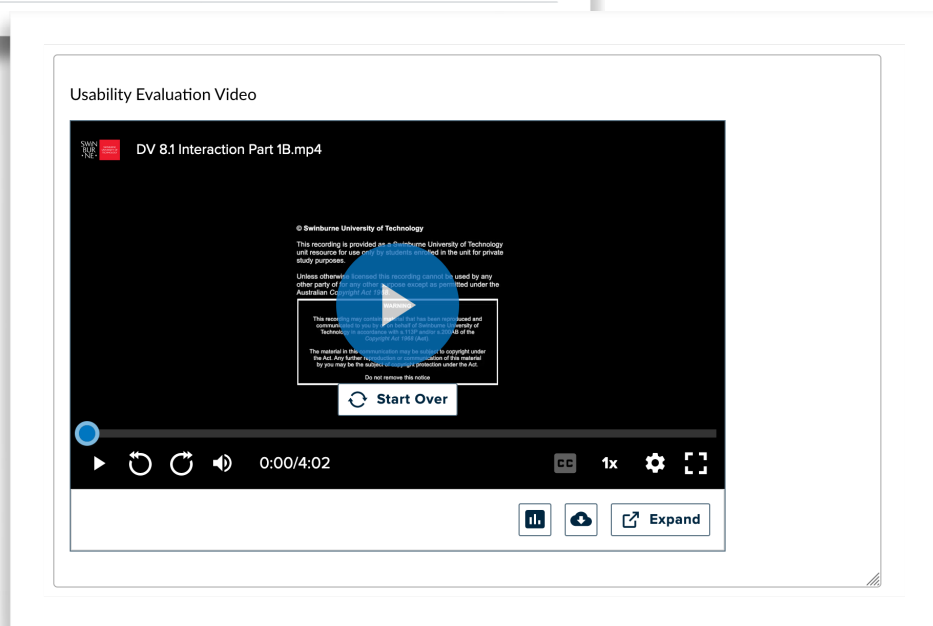 Usability Evaluation Video
SWIN
BUR
•NE•
DV 8.1 Interaction Part 1B.mp4
© Swinburne University of Technology
This recording is provided as a Swinburne University of Technology
unit resource for use only by students enrolled in the unit for private
study purposes.
Unless otherwise licensed this recording cannot be used by any
other party of for any other purpose except as permitted under the
Australian Copyright Act 1968.
WARNING
This recording may contain material that has been reproduced and
communicated to you by or on behalf of Swinburne University of
Technology in accordance with s 113P and/or s 200AB of the
Copyright Act 1968 (Act)
The material in this communication may be subject to copyright under
the Act. Any further reproduction or communication of this material
by you may be the subject of copyright protection under the Act.
Do not remove this notice
Start Over
0:00/4:02
CC
1x
Expand